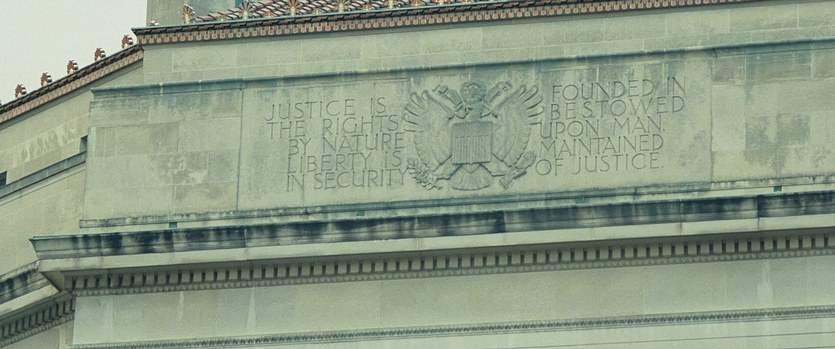 JUSTICE IS FOUNDED IN
THE RIGHTS BESTOWED
BY NATURE UPON MAN.
LIBERTY IS MAINTAINED
IN SECURITY OF JUSTICE.